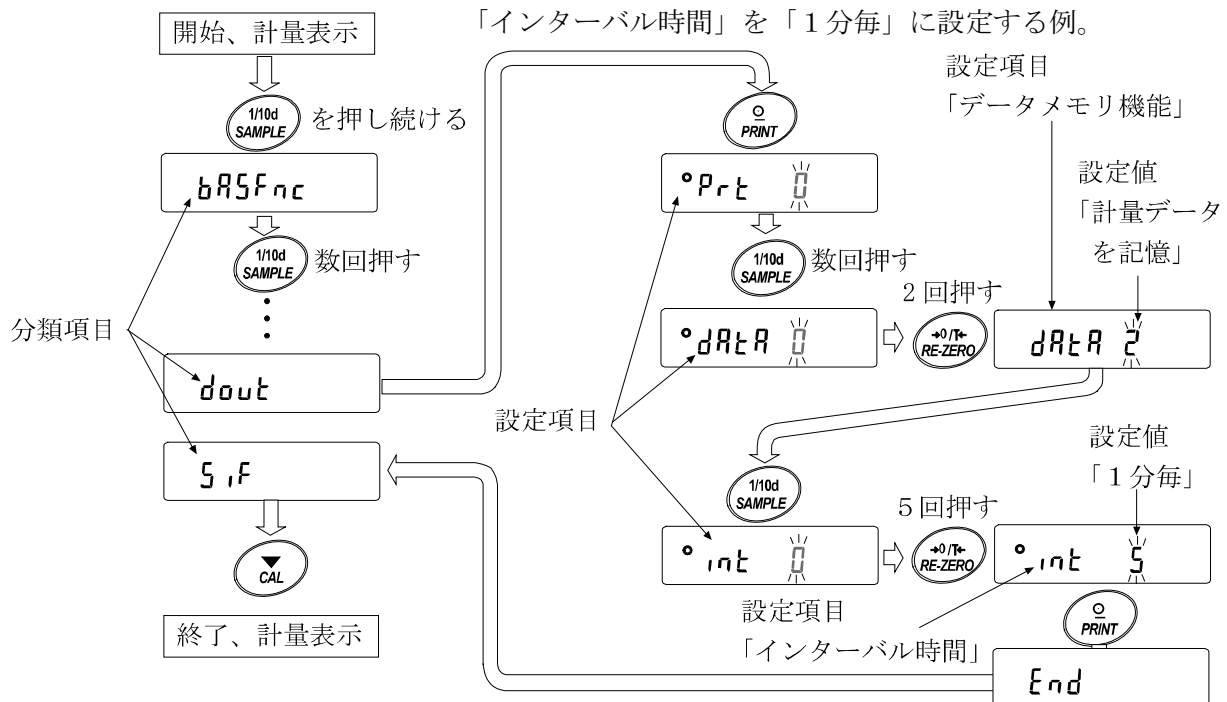 「インターバル時間」を「１分毎」に設定する例。
開始、計量表示
1/10d
SAMPLE
を押し続ける
bASFnc
1/10d
SAMPLE
数回押す
分類項目
dout
S iF
CAL
終了、計量表示
PRINT
Prt 0
1/10d
SAMPLE
数回押す
dAtA 0
２回押す
→0/T←
RE-ZERO
設定項目
「データメモリ機能」
設定値
「計量データ
を記憶」
dAtA 2
設定項目
1/10d
SAMPLE
int 0
５回押す
→0/T←
RE-ZERO
設定値
「１分毎」
int 5
設定項目
「インターバル時間」
PRINT
End